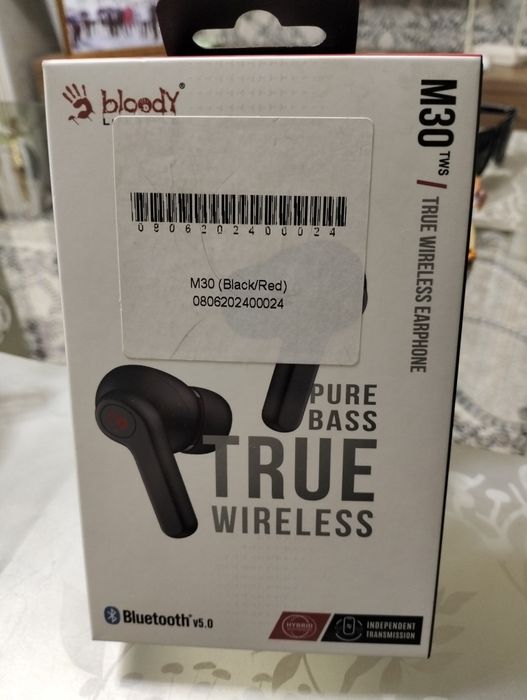 bloody®
M30 TWS / TRUE WIRELESS EARPHONE
0806202400024
M30 (Black/Red)
0806202400024
PURE
BASS
TRUE
WIRELESS
Bluetooth® v5.0
HYBRID
INDEPENDENT
TRANSMISSION